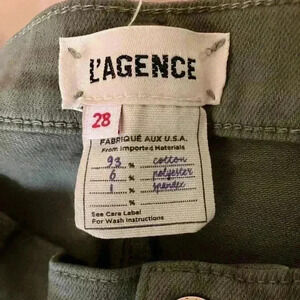 L'AGENCE
28
FABRIQUÉ AUX U.S.A.
From Imported Materials
93 % cotton
6 % polyester
1 % spandex
%
%
See Care Label
For Wash Instructions